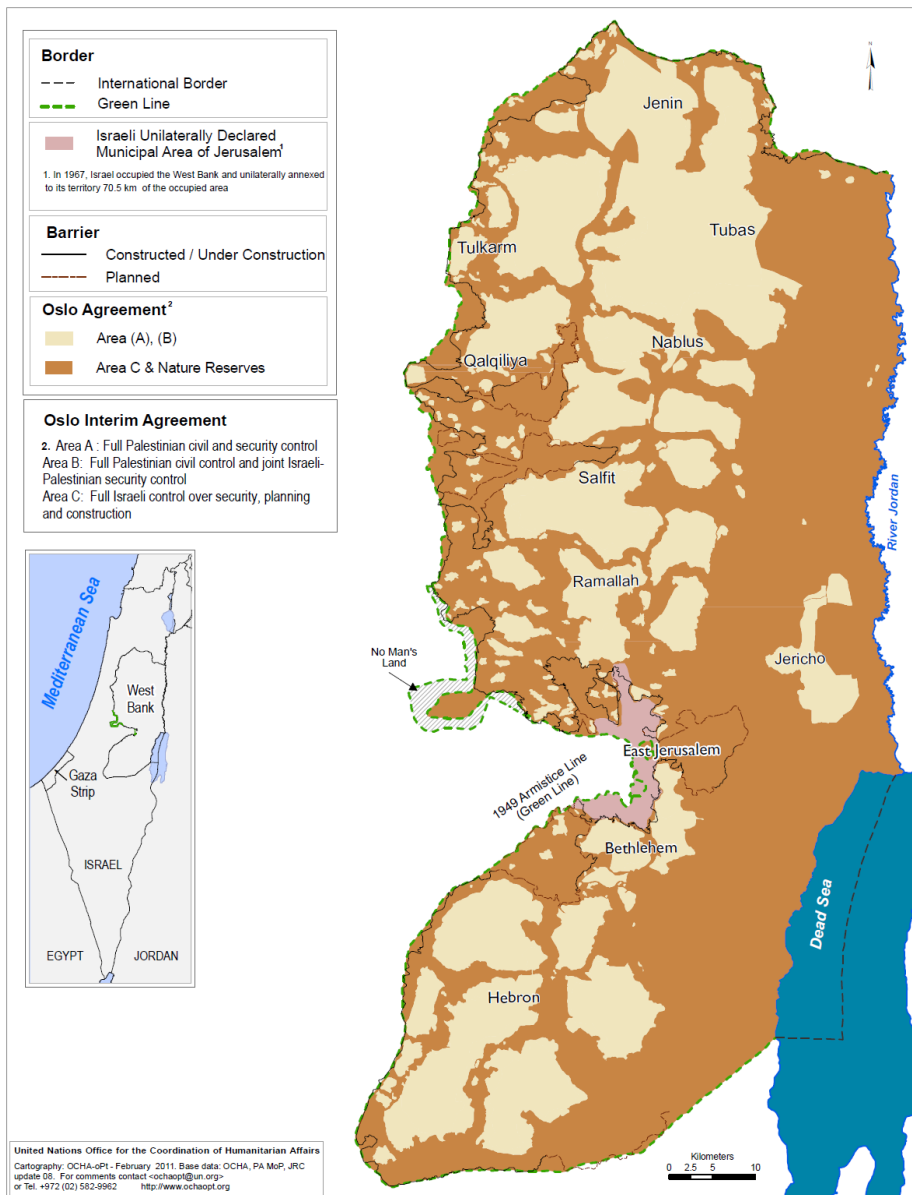 Border
International Border
Green Line
Israeli Unilaterally Declared
Municipal Area of Jerusalem1
1. In 1967, Israel occupied the West Bank and unilaterally annexed
to its territory 70.5 km of the occupied area
Barrier
Constructed / Under Construction
Planned
Oslo Agreement2
Area (A), (B)
Area C & Nature Reserves
Oslo Interim Agreement
2. Area A : Full Palestinian civil and security control
Area B: Full Palestinian civil control and joint Israeli-
Palestinian security control
Area C: Full Israeli control over security, planning
and construction
Mediterranean Sea
West
Bank
Gaza
Strip
ISRAEL
EGYPT
JORDAN
N
Jenin
Tubas
Tulkarm
Nablus
Qalqiliya
Salfit
River Jordan
Ramallah
No Man's
Land
Jericho
East Jerusalem
1949 Armistice Line
(Green Line)
Bethlehem
Dead Sea
Hebron
Kilometers
0 2.5 5 10
United Nations Office for the Coordination of Humanitarian Affairs
Cartography: OCHA-oPt - February 2011. Base data: OCHA, PA MoP, JRC
update 08. For comments contact <ochaopt@un.org>
or Tel. +972 (02) 582-9962 http://www.ochaopt.org